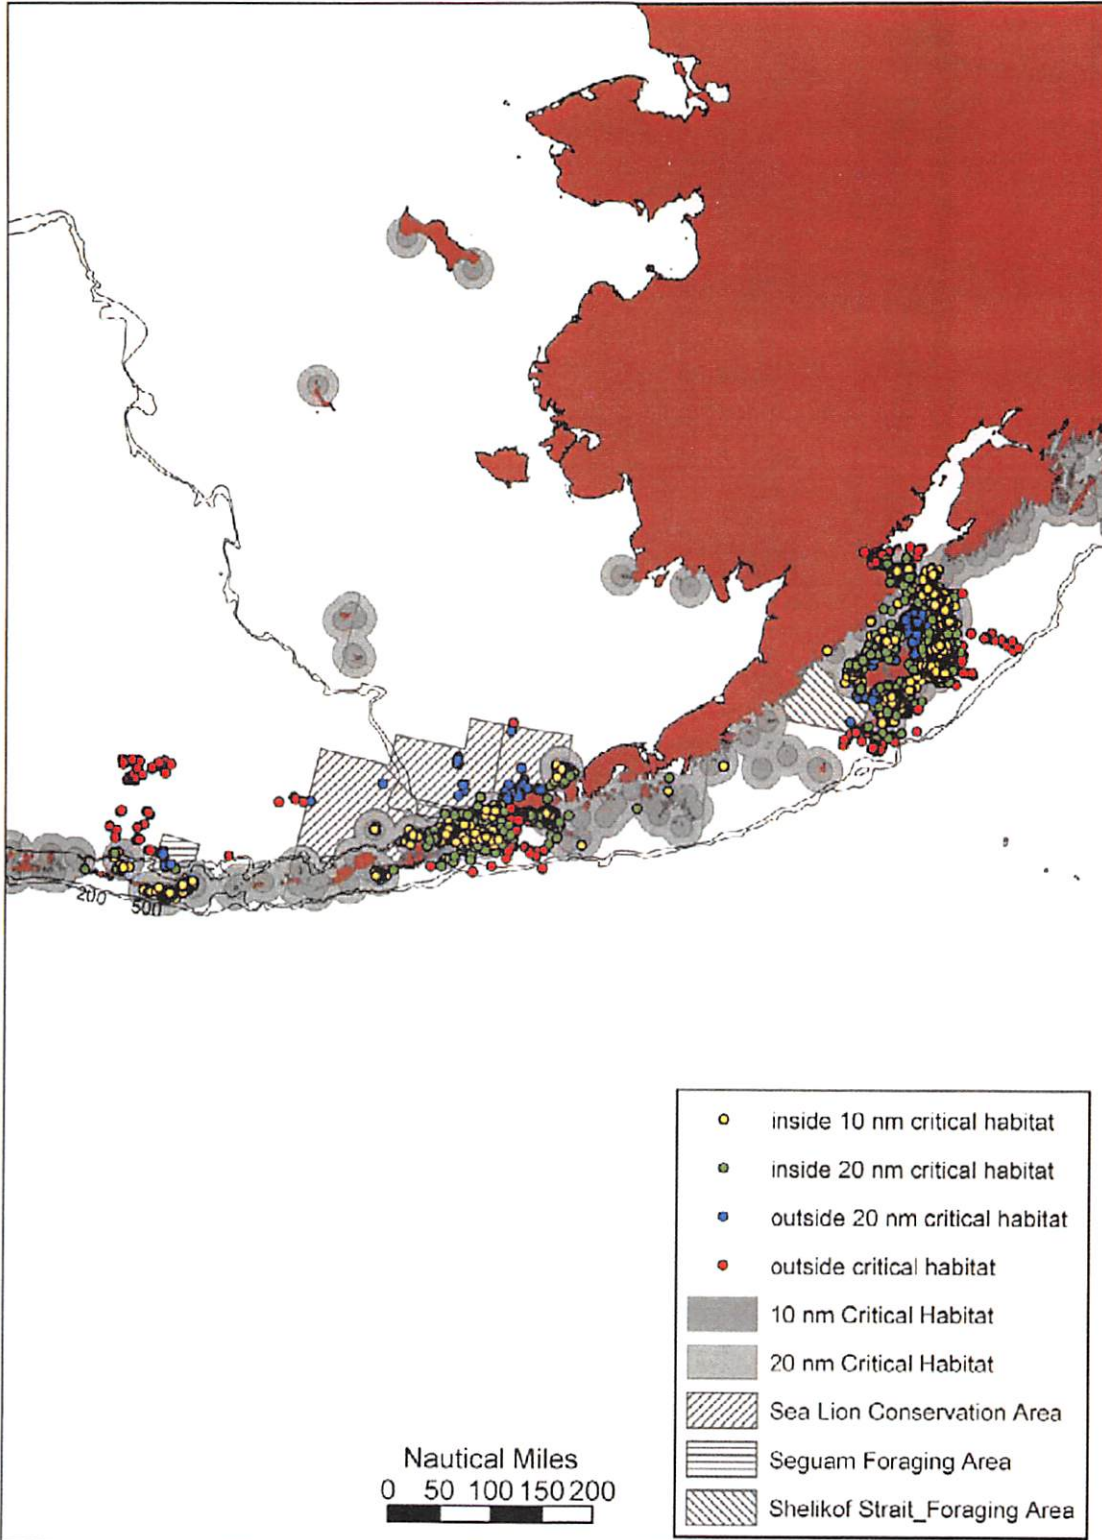 200
500
inside 10 nm critical habitat
inside 20 nm critical habitat
outside 20 nm critical habitat
outside critical habitat
10 nm Critical Habitat
20 nm Critical Habitat
Sea Lion Conservation Area
Seguam Foraging Area
Shelikof Strait_Foraging Area
Nautical Miles
0 50 100 150 200